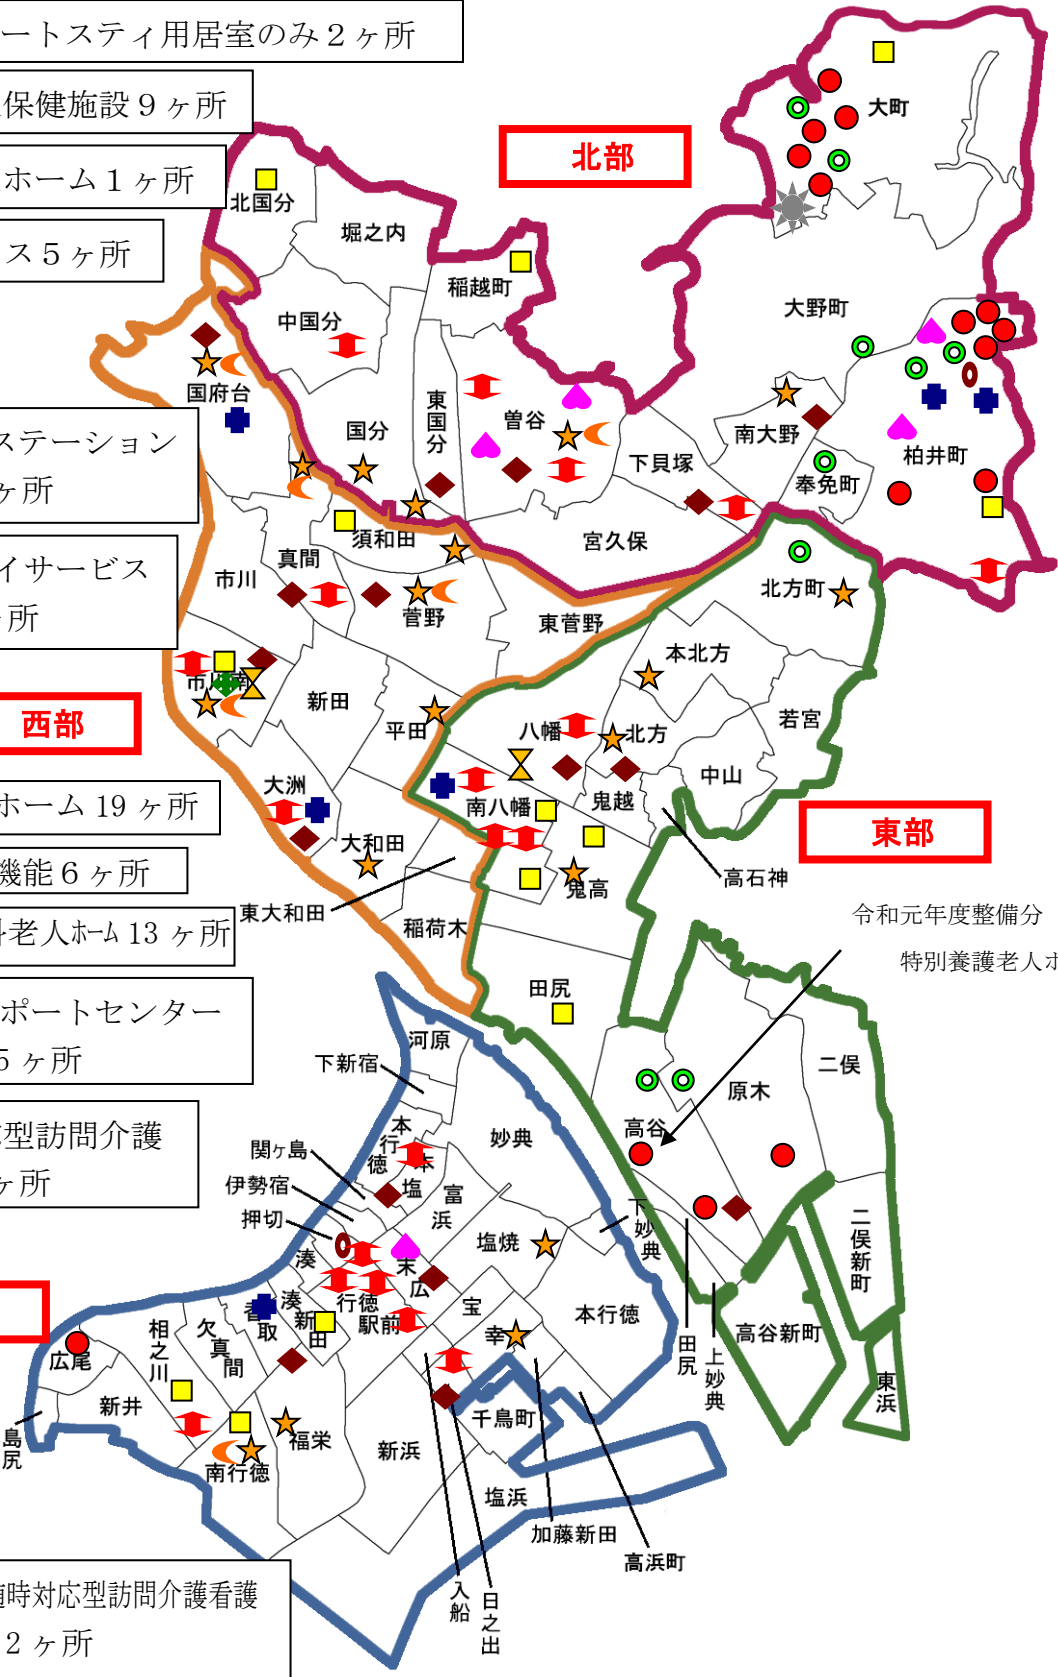 ートスティ用居室のみ２ヶ所
保健施設９ヶ所
ホーム１ヶ所
ス５ヶ所
北部
大町
北国分
堀之内
稲越町
中国分
大野町
国府台
東国分
曽谷
国分
南大野
下貝塚
奉免町
柏井町
ステーション
ヶ所
須和田
宮久保
イサービス
所
真間
市川
菅野
東菅野
北方町
本北方
市川南
新田
平田
八幡
北方
若宮
西部
中山
大洲
鬼越
南八幡
ホーム 19 ヶ所
東部
大和田
機能６ヶ所
高石神
鬼高
東大和田
稲荷木
老人ホーム 13 ヶ所
令和元年度整備分
特別養護老人ホ
ポートセンター
5 ヶ所
田尻
河原
下新宿
二俣
原木
高谷
型訪問介護
ヶ所
本行徳
妙典
関ヶ島
本塩
伊勢宿
富浜
押切
下妙典
塩焼
二俣新町
湊
末広
行徳
駅前
宝
本行徳
香取
湊新田
幸
高谷新町
田尻
上妙典
広尾
相之川
欠真間
東浜
新井
千鳥町
島尻
福栄
新浜
南行徳
塩浜
加藤新田
高浜町
入船
日之出
随時対応型訪問介護看護
２ヶ所